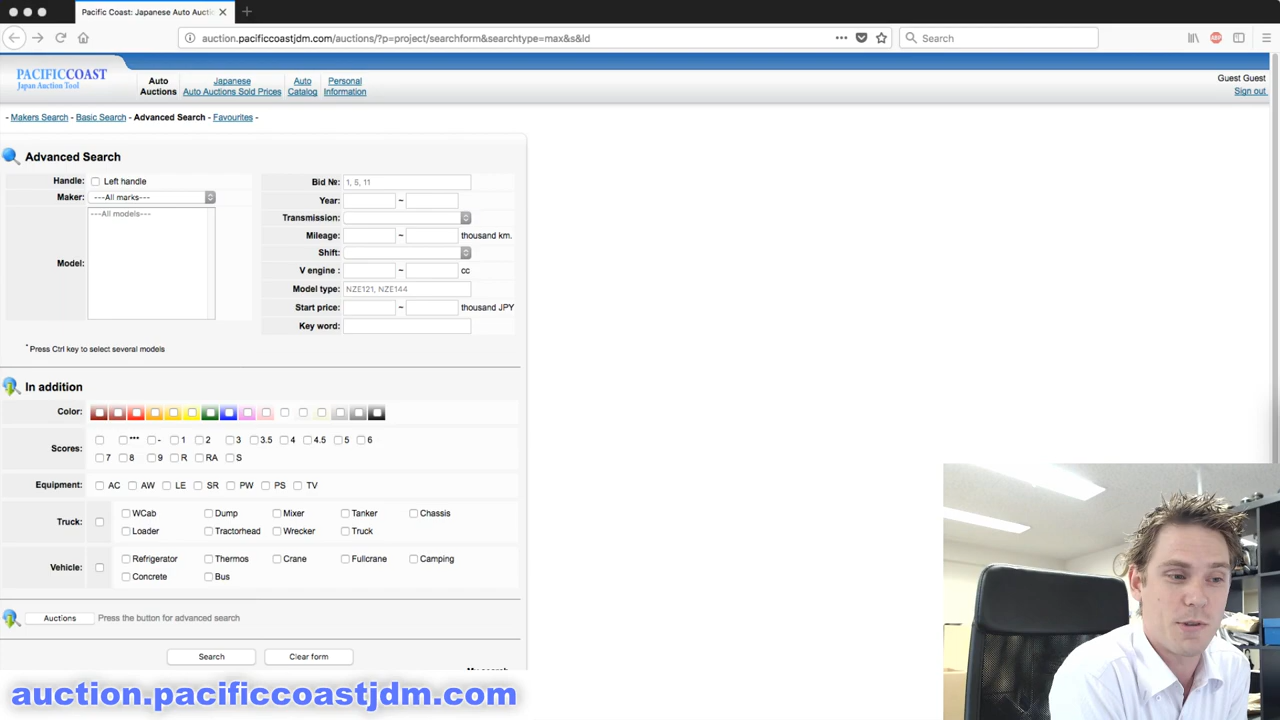 Pacific Coast: Japanese Auto Auctic
auction.pacificcoastjdm.com/auctions/?p=project/searchform&searchtype=max&s&ld
Search
PACIFICCOAST
Japan Auction Tool
Auto Auctions
Japanese Auto Auctions Sold Prices
Auto Catalog
Personal Information
Guest Guest
Sign out
- Makers Search - Basic Search - Advanced Search - Favourites -
Advanced Search
Handle: Left handle
Maker: ---All marks---
Model: ---All models---
Bid №: 1, 5, 11
Year: ~
Transmission:
Mileage: ~ thousand km.
Shift:
V engine : ~ cc
Model type: NZE121, NZE144
Start price: ~ thousand JPY
Key word:
* Press Ctrl key to select several models
In addition
Color:
Scores: *** - 1 2 3 3.5 4 4.5 5 6
7 8 9 R RA S
Equipment: AC AW LE SR PW PS TV
Truck: WCab Dump Mixer Tanker Chassis
Loader Tractorhead Wrecker Truck
Vehicle: Refrigerator Thermos Crane Fullcrane Camping
Concrete Bus
Auctions Press the button for advanced search
Search Clear form
auction.pacificcoastjdm.com